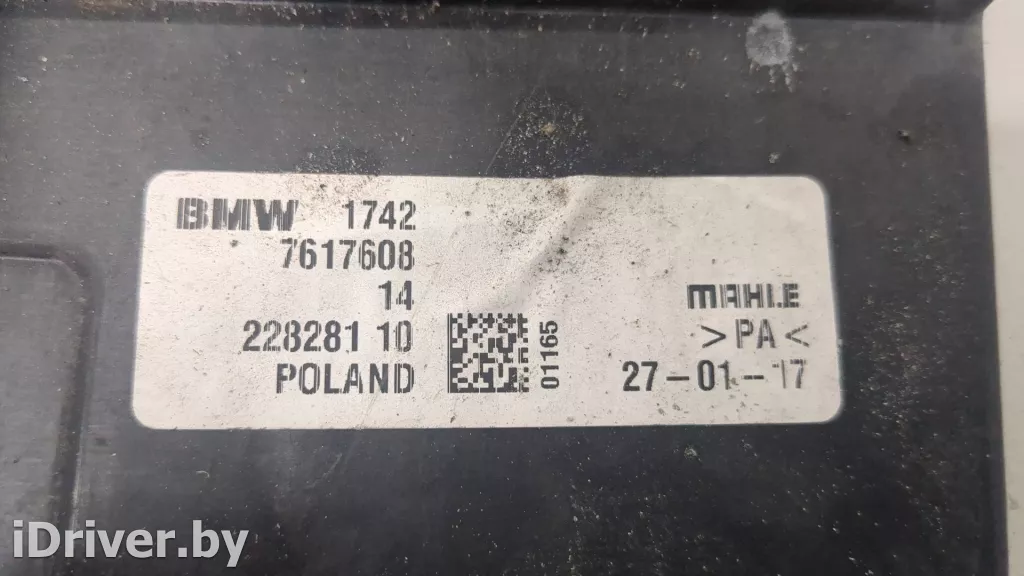 BMW 1742
7617608
14
228281 10
POLAND
01165
MAHLE
>PA<
27-01-17
iDriver.by